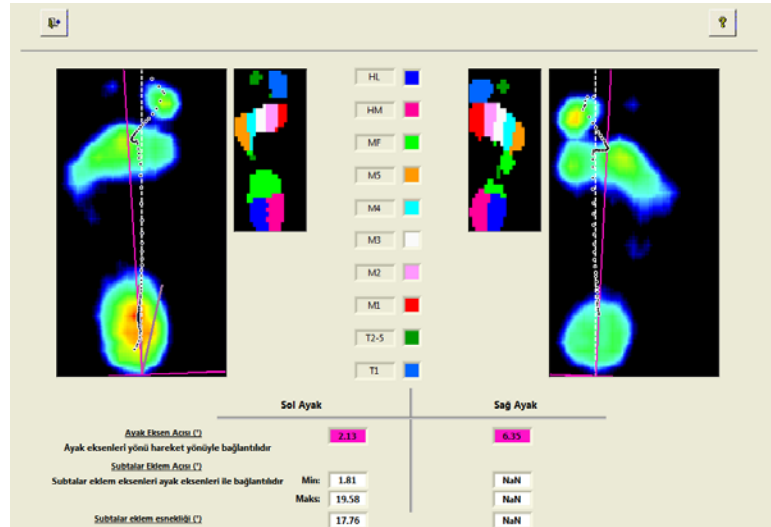 ?
HL
HM
MF
M5
M4
M3
M2
M1
T2-5
T1
Sol Ayak Sağ Ayak
Ayak Eksen Acısı (°) 2.13 6.35
Ayak eksenleri yönü hareket yönüyle bağlantılıdır
Subtalar Eklem Açısı (°)
Subtalar eklem eksenleri ayak eksenleri ile bağlantılıdır Min: 1.81 NaN
Maks: 19.58 NaN
Subtalar eklem esnekliği (°) 17.76 NaN